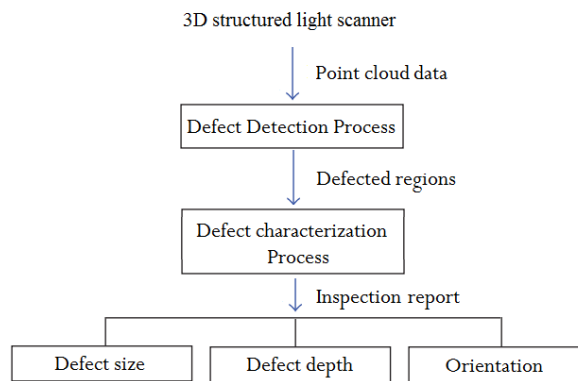 3D structured light scanner
Point cloud data
Defect Detection Process
Defected regions
Defect characterization
Process
Inspection report
Defect size
Defect depth
Orientation